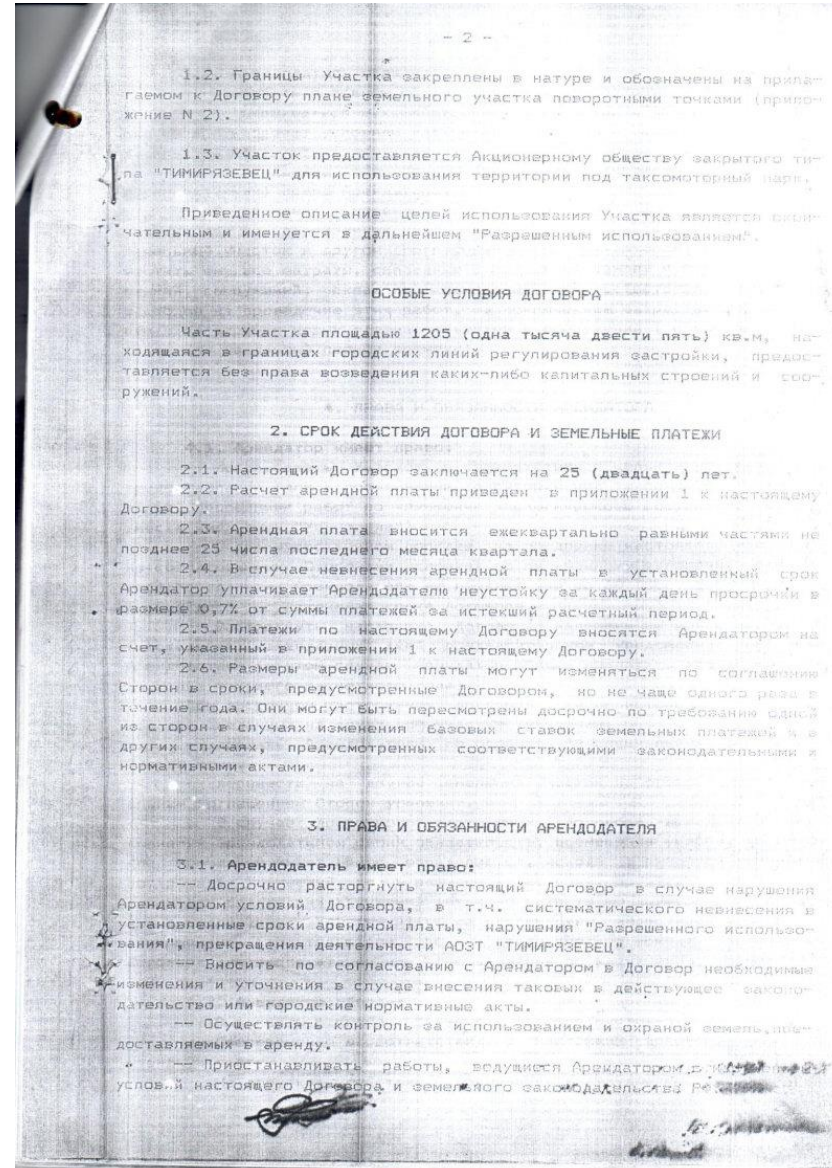 - 2 -
1.2. Границы Участка закреплены в натуре и обозначены на прила-
гаемом к Договору плане земельного участка поворотными точками (прило-
жение N 2).
1.3. Участок предоставляется Акционерному обществу закрытого ти-
па "ТИМИРЯЗЕВЕЦ" для использования территории под таксомоторный парк.
Приведенное описание целей использования Участка является окон-
чательным и именуется в дальнейшем "Разрешенным использованием".
ОСОБЫЕ УСЛОВИЯ ДОГОВОРА
Часть Участка площадью 1205 (одна тысяча двести пять) кв.м, на-
ходящаяся в границах городских линий регулирования застройки, предос-
тавляется без права возведения каких-либо капитальных строений и соо-
ружений.
2. СРОК ДЕЙСТВИЯ ДОГОВОРА И ЗЕМЕЛЬНЫЕ ПЛАТЕЖИ
2.1. Настоящий Договор заключается на 25 (двадцать) лет.
2.2. Расчет арендной платы приведен в приложении 1 к настоящему
Договору.
2.3. Арендная плата вносится ежеквартально равными частями не
позднее 25 числа последнего месяца квартала.
2.4. В случае невнесения арендной платы в установленный срок
Арендатор уплачивает Арендодателю неустойку за каждый день просрочки в
размере 0,7% от суммы платежей за истекший расчетный период.
2.5. Платежи по настоящему Договору вносятся Арендатором на
счет, указанный в приложении 1 к настоящему Договору.
2.6. Размеры арендной платы могут изменяться по соглашению
Сторон в сроки, предусмотренные Договором, но не чаще одного раза в
течение года. Они могут быть пересмотрены досрочно по требованию одной
из сторон в случаях изменения базовых ставок земельных платежей и в
других случаях, предусмотренных соответствующими законодательными и
нормативными актами.
3. ПРАВА И ОБЯЗАННОСТИ АРЕНДОДАТЕЛЯ
3.1. Арендодатель имеет право:
-- Досрочно расторгнуть настоящий Договор в случае нарушения
Арендатором условий Договора, в т.ч. систематического невнесения в
установленные сроки арендной платы, нарушения "Разрешенного использо-
вания", прекращения деятельности АОЗТ "ТИМИРЯЗЕВЕЦ".
-- Вносить по согласованию с Арендатором в Договор необходимые
изменения и уточнения в случае внесения таковых в действующее законо-
дательство или городские нормативные акты.
-- Осуществлять контроль за использованием и охраной земель, пре-
доставляемых в аренду.
-- Приостанавливать работы, ведущиеся Арендатором с
условий настоящего Договора и земельного законодательства